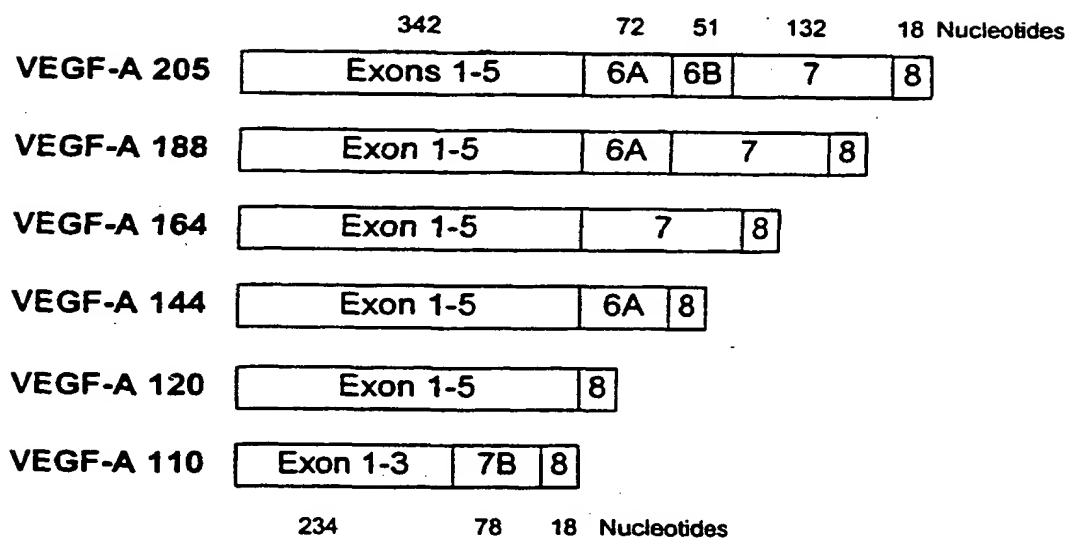 342 72 51 132 18 Nucleotides
VEGF-A 205 Exons 1-5 6A 6B 7 8
VEGF-A 188 Exon 1-5 6A 7 8
VEGF-A 164 Exon 1-5 7 8
VEGF-A 144 Exon 1-5 6A 8
VEGF-A 120 Exon 1-5 8
VEGF-A 110 Exon 1-3 7B 8
234 78 18 Nucleotides